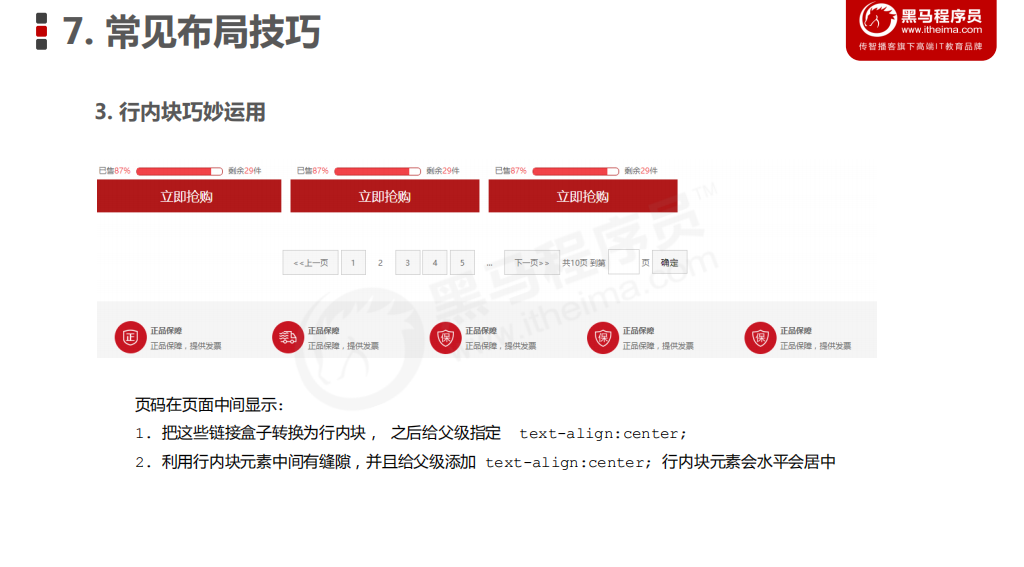 7. 常见布局技巧
黑马程序员
www.itheima.com
传智播客旗下高端IT教育品牌
3. 行内块巧妙运用
已售87% 剩余29件 已售87% 剩余29件 已售87% 剩余29件
立即抢购 立即抢购 立即抢购
<<上一页 1 2 3 4 5 ... 下一页>> 共10页 到第 页 确定
正品保障 正品保障 正品保障 正品保障 正品保障
正 正品保障，提供发票 正品保障，提供发票 保 正品保障，提供发票 保 正品保障，提供发票 保 正品保障，提供发票
黑马程序员™
www.itheima.com
页码在页面中间显示：
1. 把这些链接盒子转换为行内块， 之后给父级指定 text-align:center;
2. 利用行内块元素中间有缝隙，并且给父级添加 text-align:center; 行内块元素会水平会居中